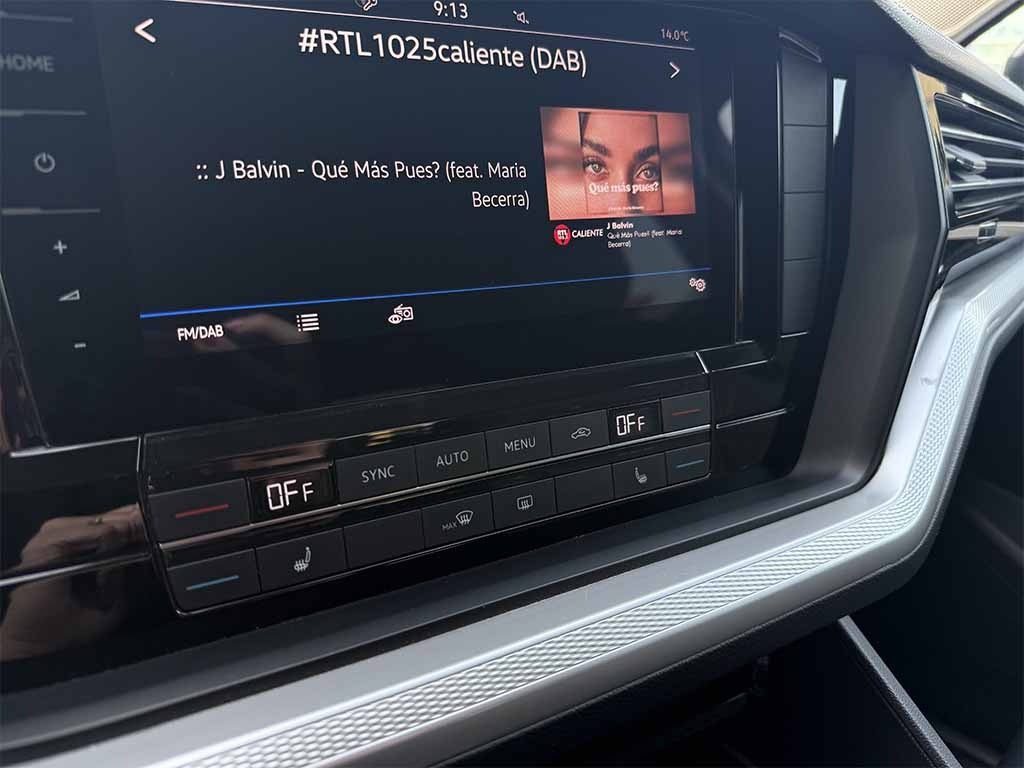 9:13
14.0°C
#RTL1025caliente (DAB)
HOME
:: J Balvin - Qué Más Pues? (feat. Maria
Becerra)
Qué más pues?
RTL
CALIENTE
J Balvin
Qué Más Pues? (feat. Maria
Becerra)
FM/DAB
OFF
SYNC
AUTO
MENU
OFF
MAX